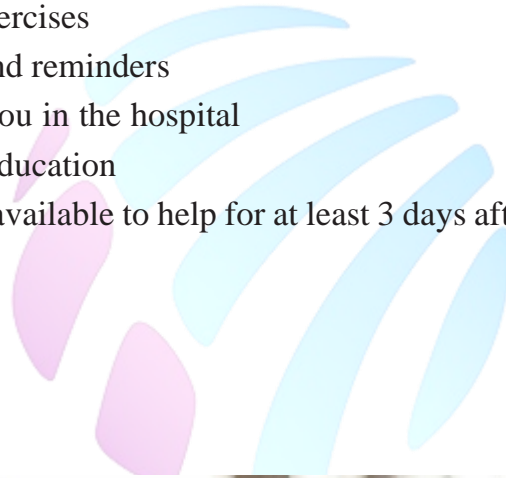 ercises
nd reminders
ou in the hospital
ducation
available to help for at least 3 days aft